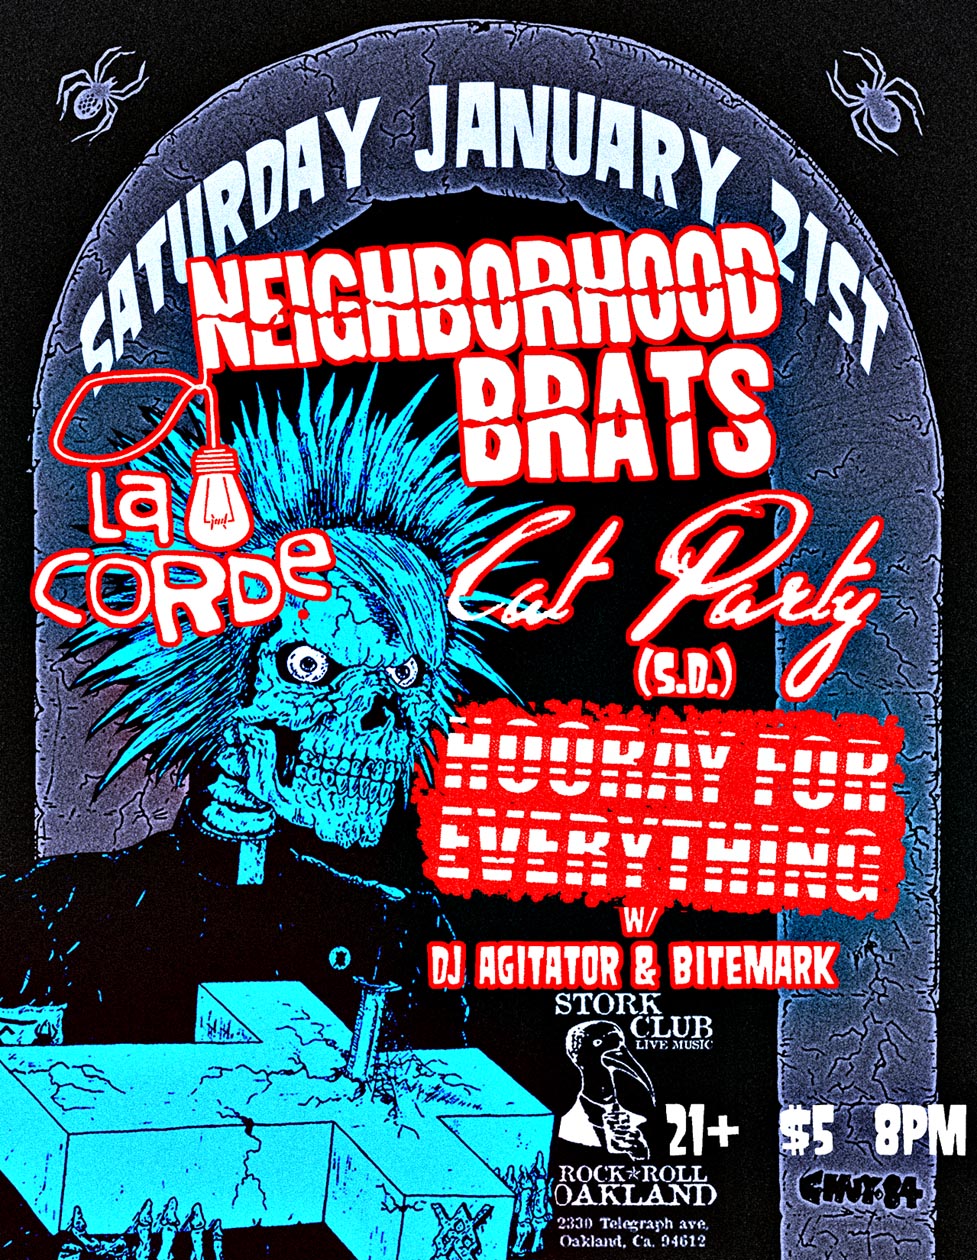 SATURDAY JANUARY 21ST
NEIGHBORHOOD
BRATS
La
CORDe
Cat Party
(S.D.)
HOORAY FOR
EVERYTHING
W/
DJ AGITATOR & BITEMARK
STORK
CLUB
LIVE MUSIC
21+ $5 8PM
ROCK*ROLL
OAKLAND
2330 Telegraph ave,
Oakland, Ca. 94612